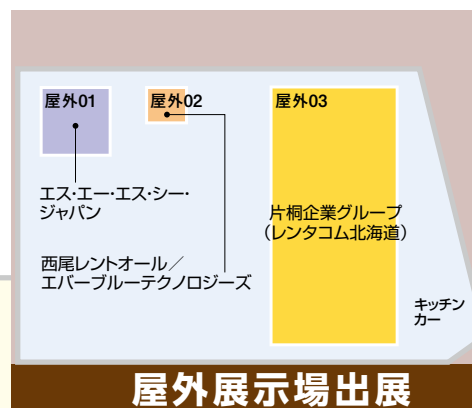 屋外01
屋外02
屋外03
エス・エー・エス・シー・
ジャパン
西尾レントオール／
エバーブルーテクノロジーズ
片桐企業グループ
（レンタコム北海道）
キッチン
カー
屋外展示場出展